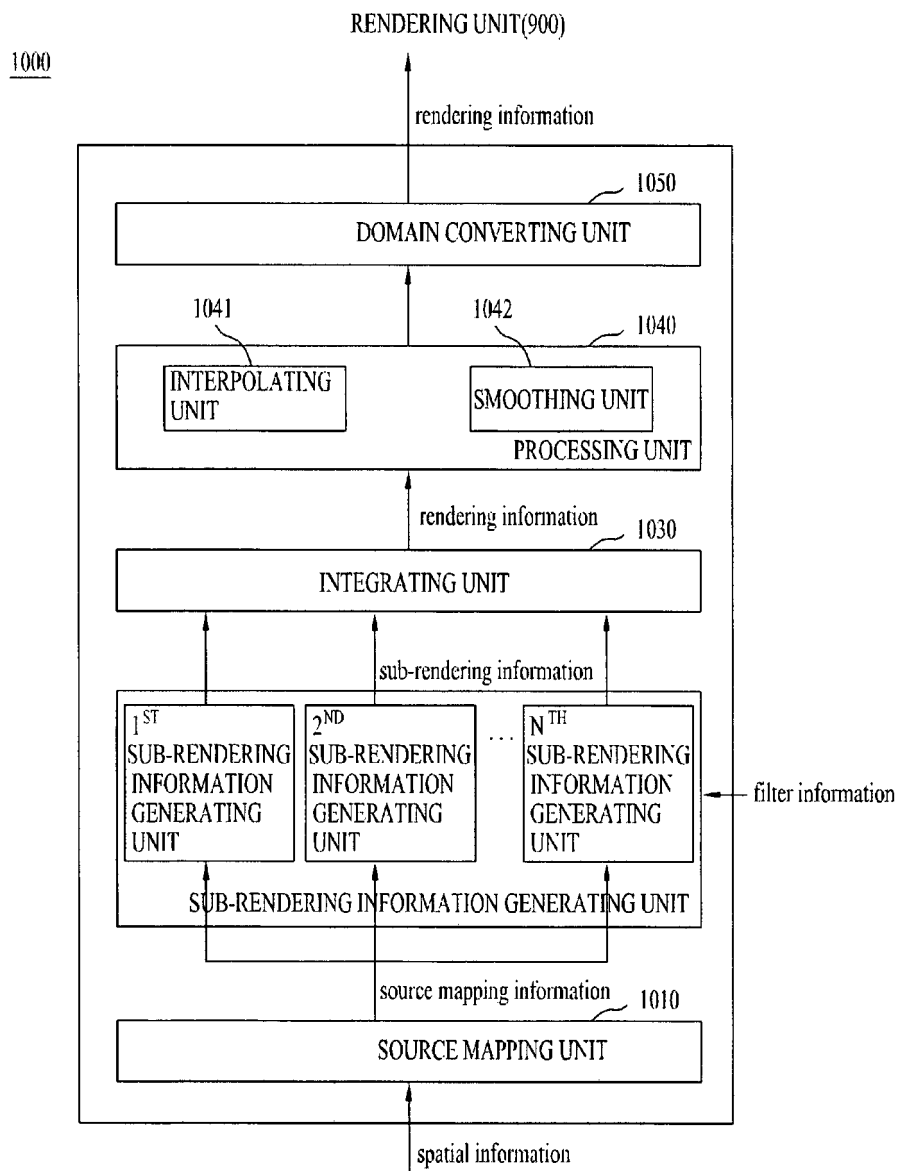 RENDERING UNIT(900)
1000
rendering information
1050
DOMAIN CONVERTING UNIT
1041
1042
1040
INTERPOLATING
UNIT
SMOOTHING UNIT
PROCESSING UNIT
rendering information
1030
INTEGRATING UNIT
sub-rendering information
1ST
SUB-RENDERING
INFORMATION
GENERATING
UNIT
2ND
SUB-RENDERING
INFORMATION
GENERATING
UNIT
...
NTH
SUB-RENDERING
INFORMATION
GENERATING
UNIT
filter information
SUB-RENDERING INFORMATION GENERATING UNIT
source mapping information
1010
SOURCE MAPPING UNIT
spatial information